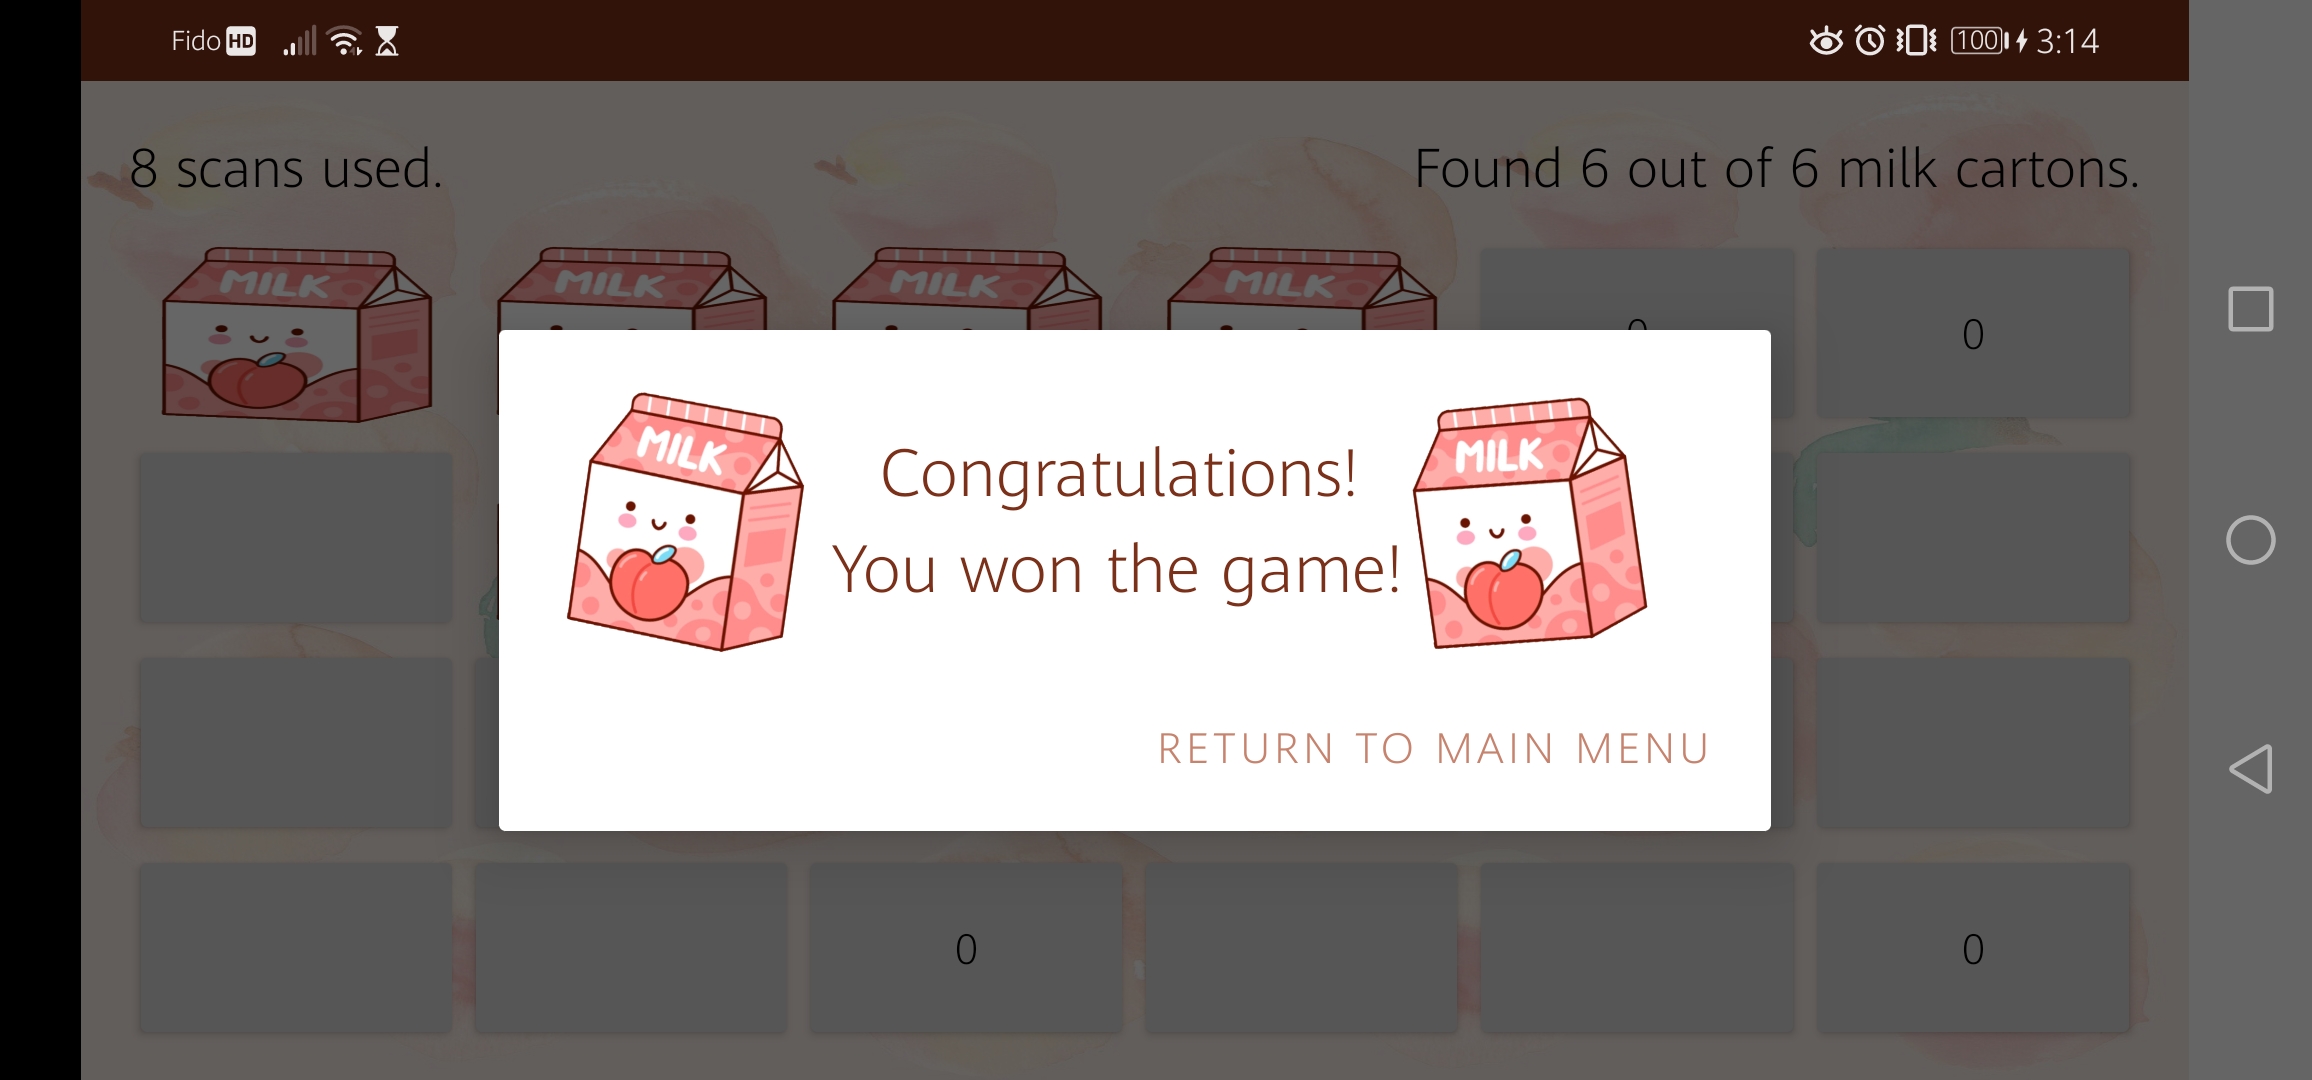 Fido HD 100 3:14
8 scans used. Found 6 out of 6 milk cartons.
MILK MILK MILK MILK
0 0
MILK MILK
Congratulations!
You won the game!
RETURN TO MAIN MENU
0 0